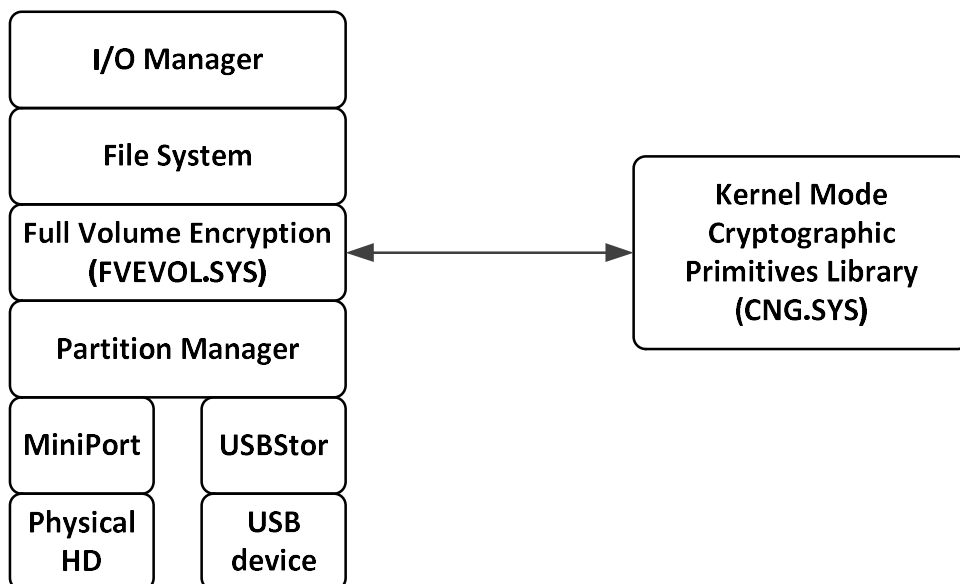 I/O Manager
File System
Full Volume Encryption
(FVEVOL.SYS)
Partition Manager
MiniPort
USBStor
Physical
HD
USB
device
Kernel Mode
Cryptographic
Primitives Library
(CNG.SYS)